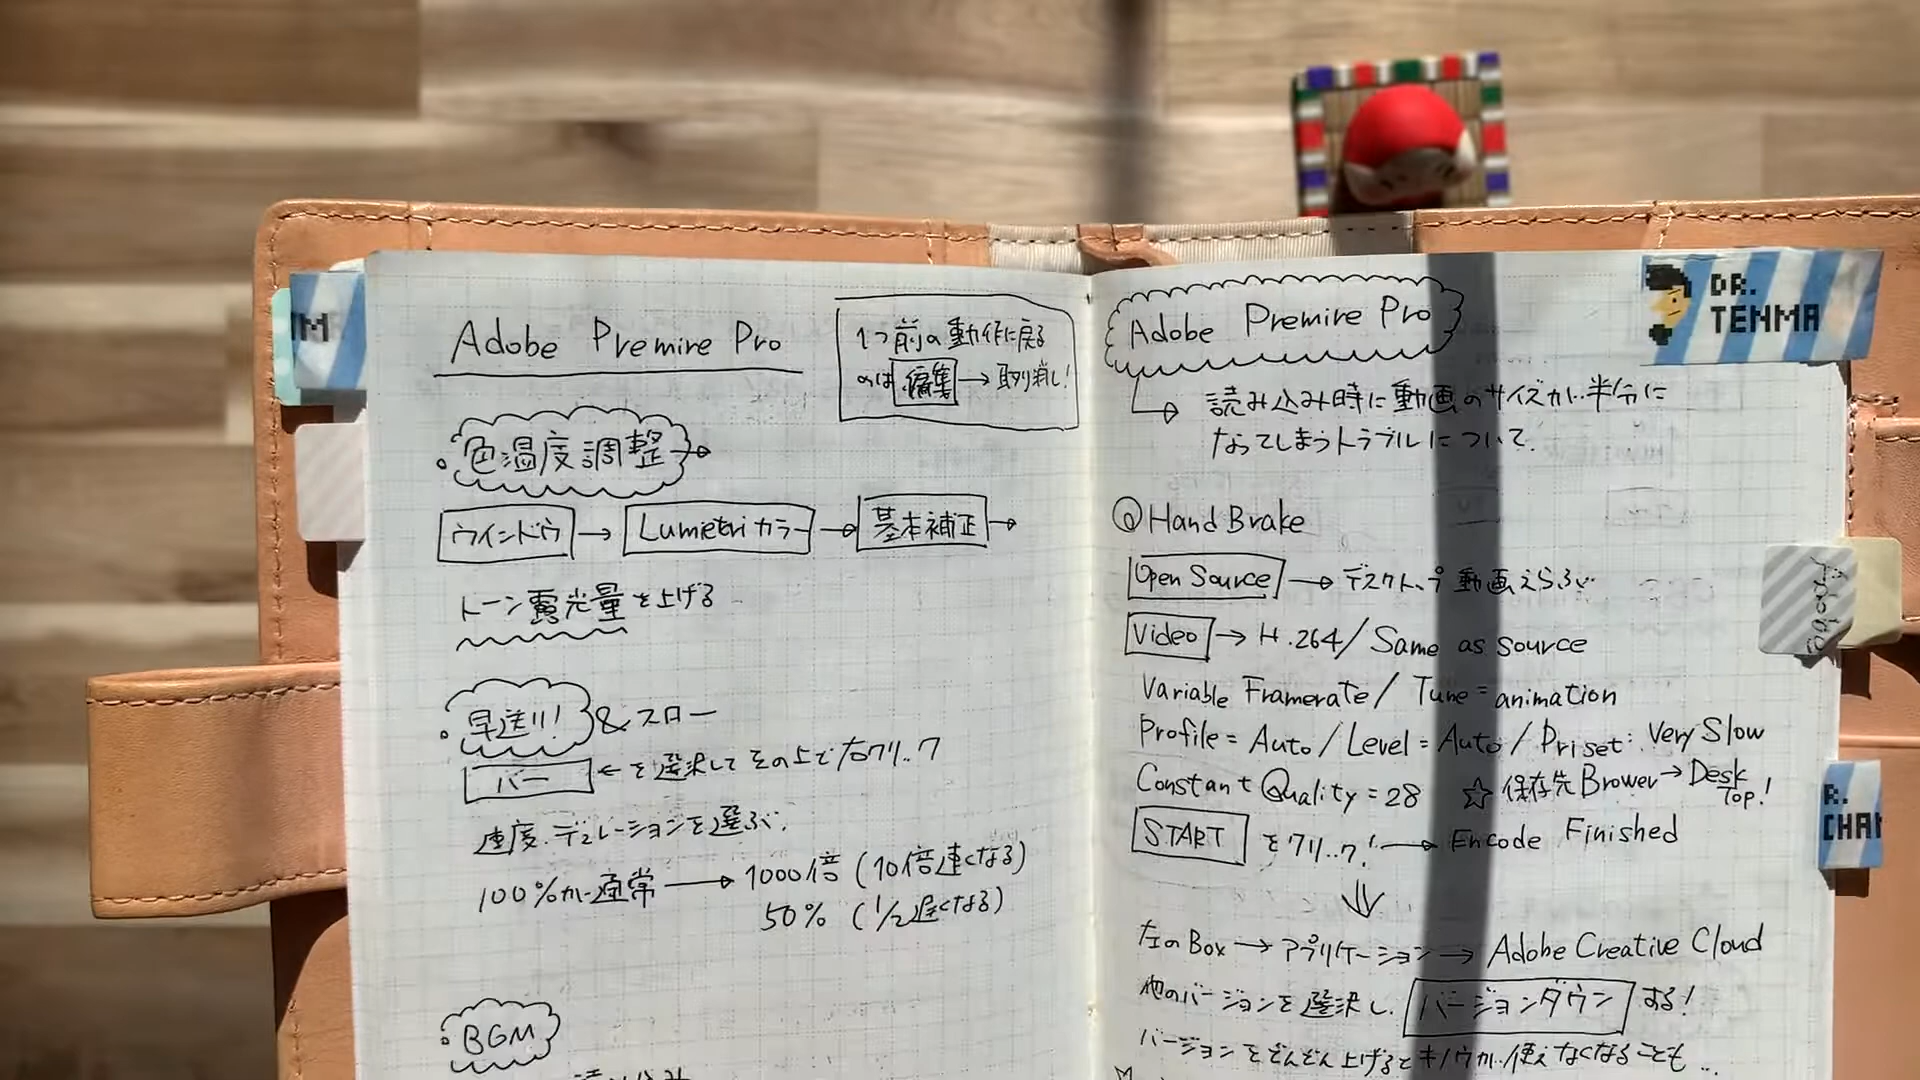 Adobe Premire Pro
1つ前の動作に戻る
のは 編集 → 取り消し!
色温度調整→
ウインドウ → Lumetriカラー → 基本補正 →
トーン露光量を上げる
早送り! & スロー
バー ← を選択してその上で右クリック
速度、デュレーションを選ぶ。
100%が通常 → 1000倍 (10倍速くなる)
50% (1/2遅くなる)
BGM
Adobe Premire Pro
読み込み時に動画のサイズが半分に
なってしまうトラブルについて.
Hand Brake
Open Source → デスクトップ動画えらぶ
Video → H.264/Same as source
Variable Framerate/ Tune = animation
Profile = Auto / Level = Auto / Priset: Very Slow
Constant Quality = 28 ☆ 保存先 Brower → Desk Top!
START をクリック! → Encode Finished
左のBox → アプリケーション → Adobe Creative Cloud
他のバージョンを選択し、バージョンダウン する!
バージョンをどんどん上げるとキノウが使えなくなることも...
DR.
TENMA
Adobe
R.
CHA
M